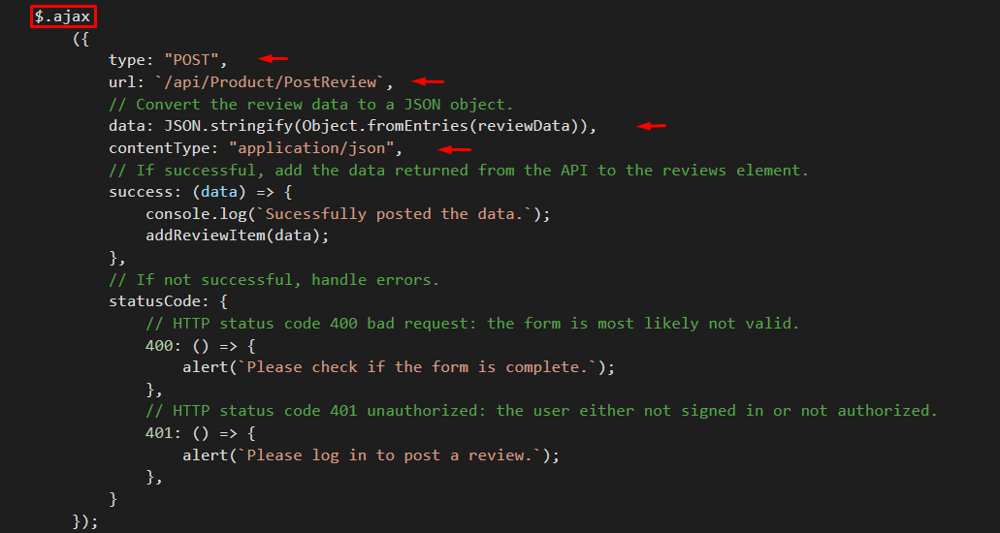 $.ajax
({
type: "POST",
url: `/api/Product/PostReview`,
// Convert the review data to a JSON object.
data: JSON.stringify(Object.fromEntries(reviewData)),
contentType: "application/json",
// If successful, add the data returned from the API to the reviews element.
success: (data) => {
console.log(`Sucessfully posted the data.`);
addReviewItem(data);
},
// If not successful, handle errors.
statusCode: {
// HTTP status code 400 bad request: the form is most likely not valid.
400: () => {
alert(`Please check if the form is complete.`);
},
// HTTP status code 401 unauthorized: the user either not signed in or not authorized.
401: () => {
alert(`Please log in to post a review.`);
},
}
});